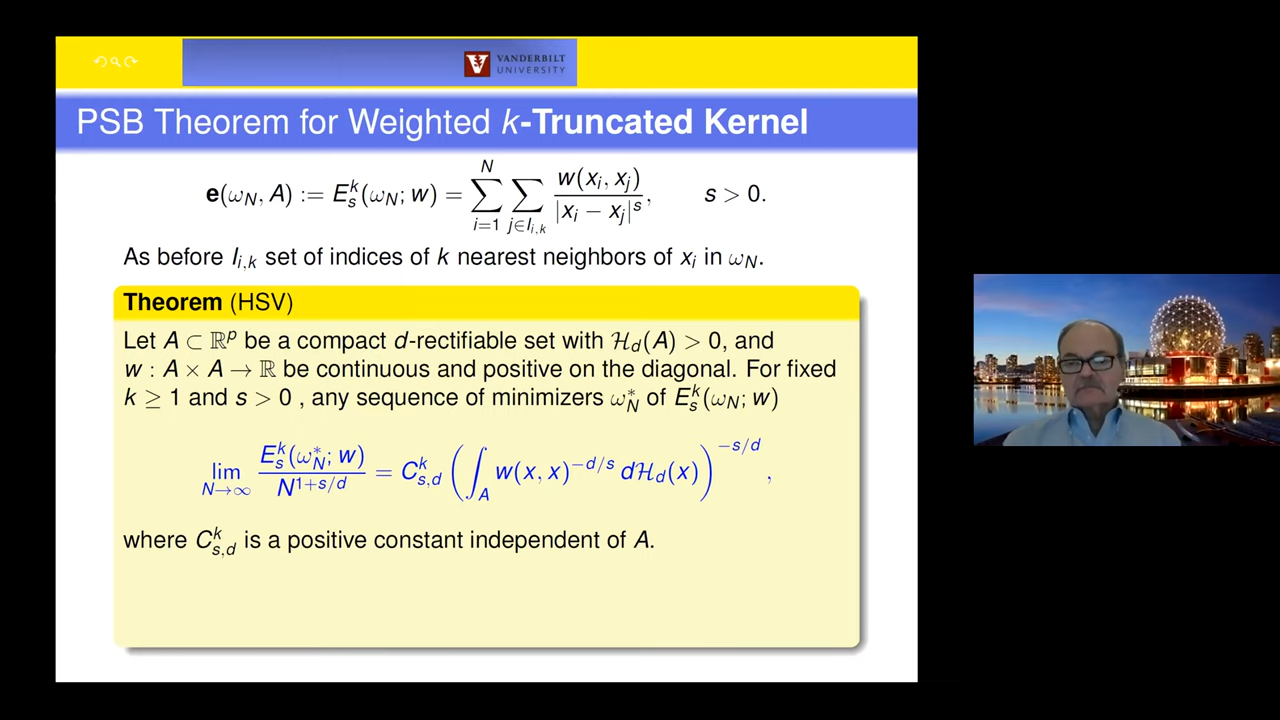 VANDERBILT
UNIVERSITY
PSB Theorem for Weighted k-Truncated Kernel
e(ω_N, A) := E_s^k(ω_N; w) = ∑_{i=1}^{N} ∑_{j∈I_{i,k}} w(x_i, x_j) / |x_i − x_j|^s, s > 0.
As before I_{i,k} set of indices of k nearest neighbors of x_i in ω_N.
Theorem (HSV)
Let A ⊂ ℝ^p be a compact d-rectifiable set with ℋ_d(A) > 0, and
w : A × A → ℝ be continuous and positive on the diagonal. For fixed
k ≥ 1 and s > 0 , any sequence of minimizers ω_N^* of E_s^k(ω_N; w)
lim_{N→∞} E_s^k(ω_N^*; w) / N^{1+s/d} = C_{s,d}^k (∫_A w(x, x)^{−d/s} dℋ_d(x))^{−s/d} ,
where C_{s,d}^k is a positive constant independent of A.